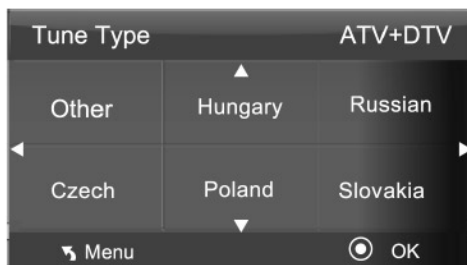 Tune Type ATV+DTV
Other Hungary Russian
Czech Poland Slovakia
Menu OK